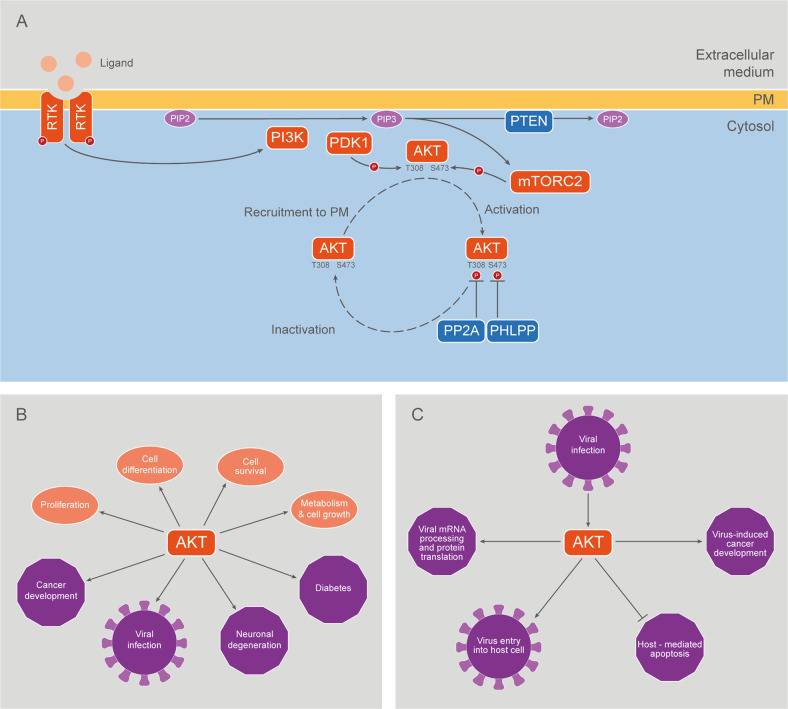 A
Ligand
Extracellular
medium
PM
Cytosol
RTK
RTK
P
P
PIP2
PIP3
PTEN
PIP2
PI3K
PDK1
P
AKT
T308 S473
P
mTORC2
Recruitment to PM
Activation
AKT
T308 S473
AKT
T308 S473
P
P
Inactivation
PP2A
PHLPP
B
Cell
differentiation
Cell
survival
Proliferation
Metabolism
& cell growth
AKT
Cancer
development
Diabetes
Viral
infection
Neuronal
degeneration
C
Viral
infection
Viral mRNA
processing
and protein
translation
AKT
Virus-induced
cancer
development
Virus entry
into host cell
Host - mediated
apoptosis